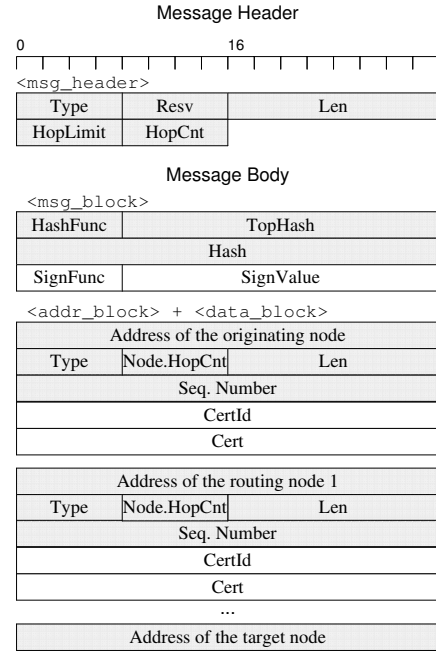 Message Header
0 16
<msg_header>
Type Resv Len
HopLimit HopCnt
Message Body
<msg_block>
HashFunc TopHash
Hash
SignFunc SignValue
<addr_block> + <data_block>
Address of the originating node
Type Node.HopCnt Len
Seq. Number
CertId
Cert
Address of the routing node 1
Type Node.HopCnt Len
Seq. Number
CertId
Cert
...
Address of the target node